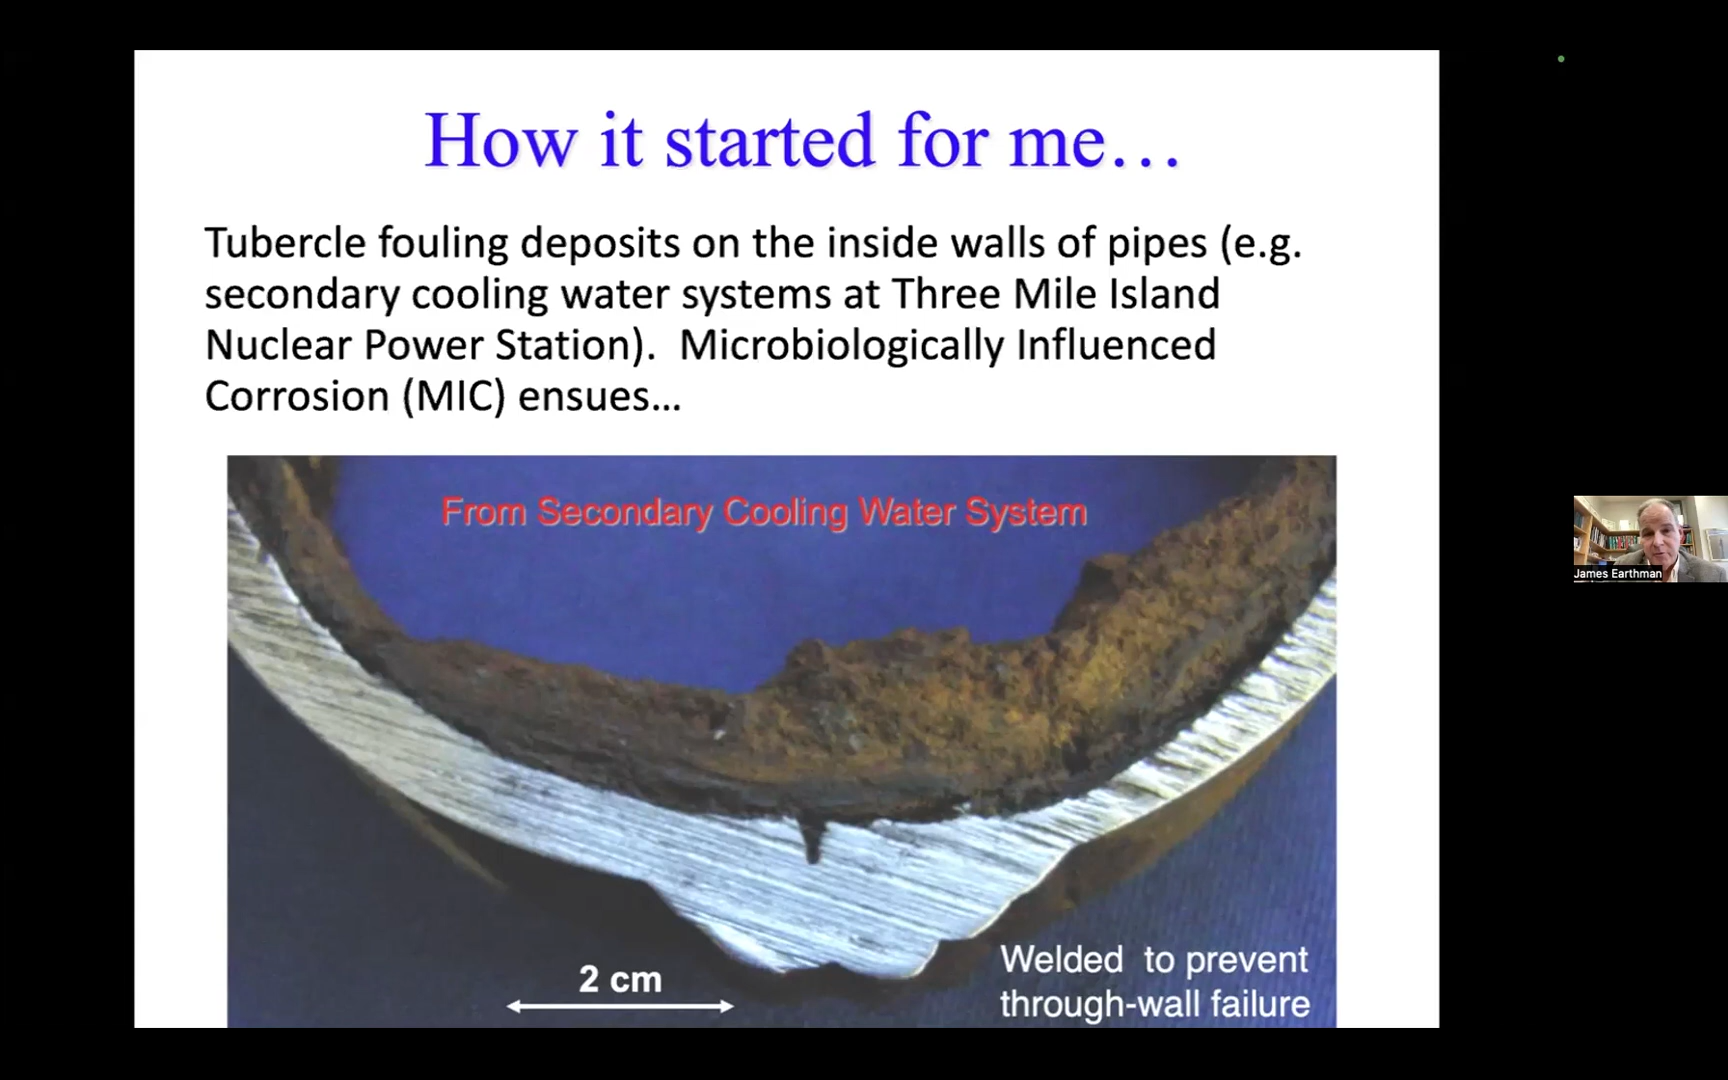 How it started for me…
Tubercle fouling deposits on the inside walls of pipes (e.g.
secondary cooling water systems at Three Mile Island
Nuclear Power Station).  Microbiologically Influenced
Corrosion (MIC) ensues…
From Secondary Cooling Water System
James Earthman
2 cm
Welded  to prevent
through-wall failure